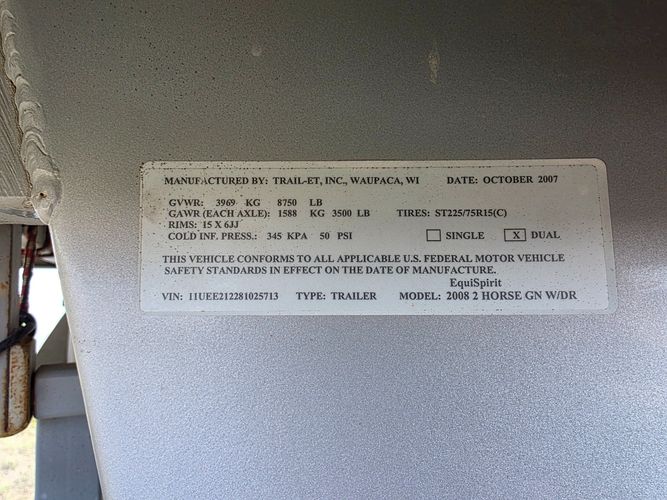 MANUFACTURED BY: TRAIL-ET, INC., WAUPACA, WI DATE: OCTOBER 2007
GVWR: 3969 KG 8750 LB
GAWR (EACH AXLE): 1588 KG 3500 LB TIRES: ST225/75R15(C)
RIMS: 15 X 6JJ
COLD INF. PRESS.: 345 KPA 50 PSI SINGLE X DUAL
THIS VEHICLE CONFORMS TO ALL APPLICABLE U.S. FEDERAL MOTOR VEHICLE
SAFETY STANDARDS IN EFFECT ON THE DATE OF MANUFACTURE.
EquiSpirit
VIN: 11UEE212281025713 TYPE: TRAILER MODEL: 2008 2 HORSE GN W/DR